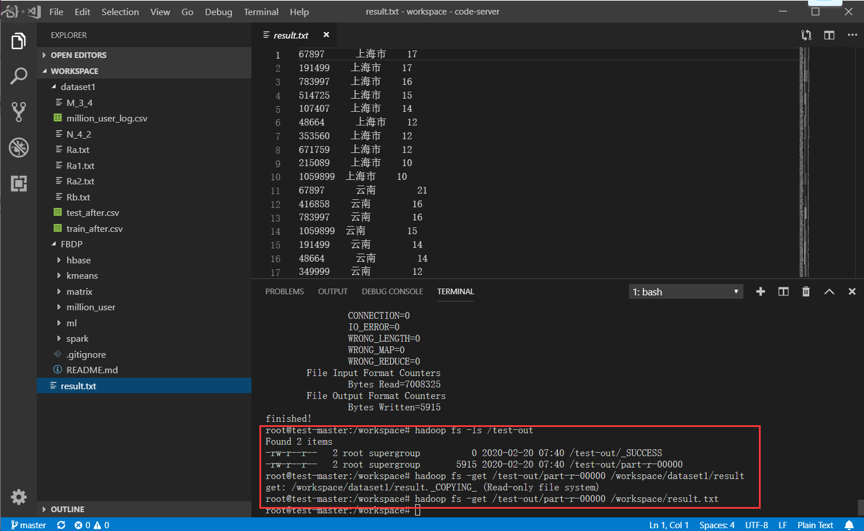 File Edit Selection View Go Debug Terminal Help
result.txt - workspace - code-server
EXPLORER
OPEN EDITORS
WORKSPACE
dataset1
M_3_4
million_user_log.csv
N_4_2
Ra.txt
Ra1.txt
Ra2.txt
Rb.txt
test_after.csv
train_after.csv
FBDP
hbase
kmeans
matrix
million_user
ml
spark
.gitignore
README.md
result.txt
OUTLINE
result.txt
1 67897 上海市 17
2 191499 上海市 17
3 783997 上海市 16
4 514725 上海市 15
5 107407 上海市 14
6 48664 上海市 12
7 353560 上海市 12
8 671759 上海市 12
9 215089 上海市 10
10 1059899 上海市 10
11 67897 云南 21
12 416858 云南 16
13 783997 云南 16
14 1059899 云南 15
15 191499 云南 14
16 48664 云南 14
17 349999 云南 12
PROBLEMS OUTPUT DEBUG CONSOLE TERMINAL
1: bash
CONNECTION=0
IO_ERROR=0
WRONG_LENGTH=0
WRONG_MAP=0
WRONG_REDUCE=0
File Input Format Counters
Bytes Read=7008325
File Output Format Counters
Bytes Written=5915
finished!
root@test-master:/workspace# hadoop fs -ls /test-out
Found 2 items
-rw-r--r-- 2 root supergroup 0 2020-02-20 07:40 /test-out/_SUCCESS
-rw-r--r-- 2 root supergroup 5915 2020-02-20 07:40 /test-out/part-r-00000
root@test-master:/workspace# hadoop fs -get /test-out/part-r-00000 /workspace/dataset1/result
get: /workspace/dataset1/result._COPYING_ (Read-only file system)
root@test-master:/workspace# hadoop fs -get /test-out/part-r-00000 /workspace/result.txt
root@test-master:/workspace#
master 0 0
Ln 1, Col 1 Spaces: 4 UTF-8 LF Plain Text